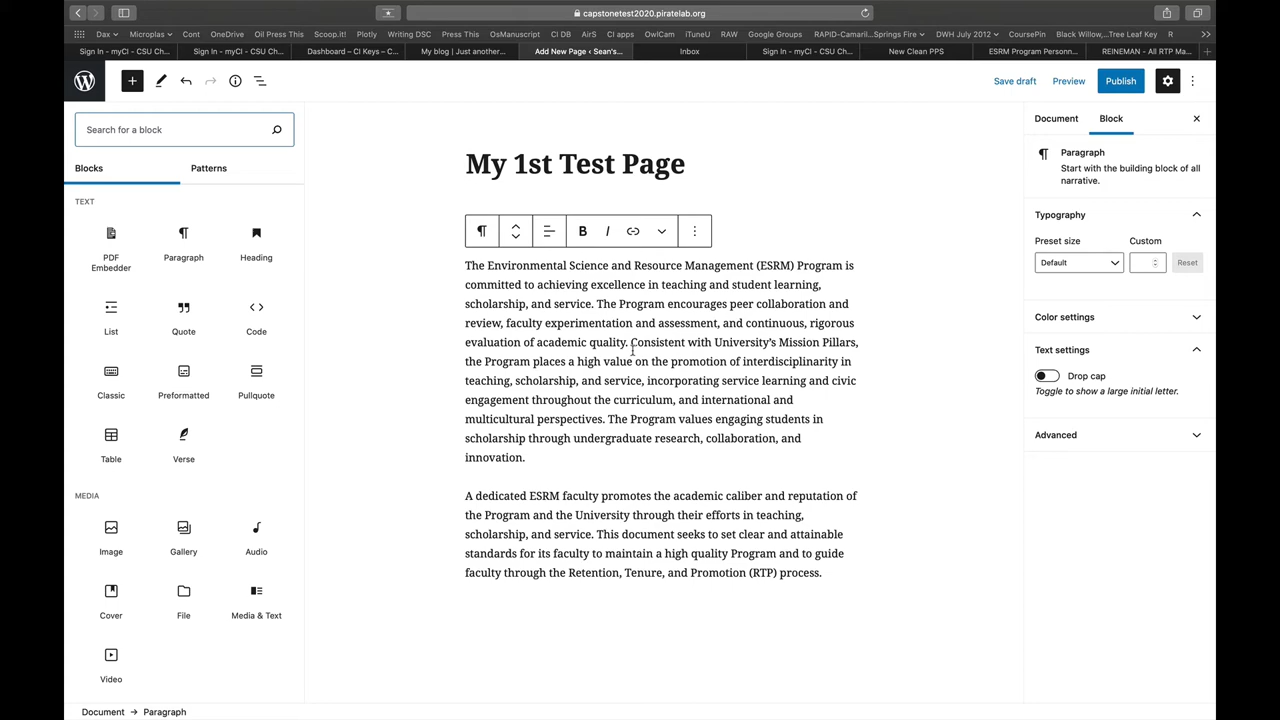 capstonetest2020.piratelab.org
Dax Microplas Cont OneDrive Oil Press This Scoop.it! Plotly Writing DSC Press This OsManuscript CI DB AirS CI apps OwlCam iTuneU RAW Google Groups RAPID-Camaril...Springs Fire DWH July 2012 CoursePin Black Willow,...Tree Leaf Key R
Sign In - myCI - CSU Ch... Sign In - myCI - CSU Ch... Dashboard – CI Keys – C... My blog | Just another... Add New Page ‹ Sean's... Inbox Sign In - myCI - CSU Ch... New Clean PPS ESRM Program Personn... REINEMAN - All RTP Ma...
Save draft Preview Publish
Search for a block
Blocks Patterns
TEXT
PDF Embedder
Paragraph
Heading
List
Quote
Code
Classic
Preformatted
Pullquote
Table
Verse
MEDIA
Image
Gallery
Audio
Cover
File
Media & Text
Video
My 1st Test Page
B I
The Environmental Science and Resource Management (ESRM) Program is
committed to achieving excellence in teaching and student learning,
scholarship, and service. The Program encourages peer collaboration and
review, faculty experimentation and assessment, and continuous, rigorous
evaluation of academic quality. Consistent with University's Mission Pillars,
the Program places a high value on the promotion of interdisciplinarity in
teaching, scholarship, and service, incorporating service learning and civic
engagement throughout the curriculum, and international and
multicultural perspectives. The Program values engaging students in
scholarship through undergraduate research, collaboration, and
innovation.
A dedicated ESRM faculty promotes the academic caliber and reputation of
the Program and the University through their efforts in teaching,
scholarship, and service. This document seeks to set clear and attainable
standards for its faculty to maintain a high quality Program and to guide
faculty through the Retention, Tenure, and Promotion (RTP) process.
Document Block
Paragraph
Start with the building block of all
narrative.
Typography
Preset size Custom
Default Reset
Color settings
Text settings
Drop cap
Toggle to show a large initial letter.
Advanced
Document → Paragraph